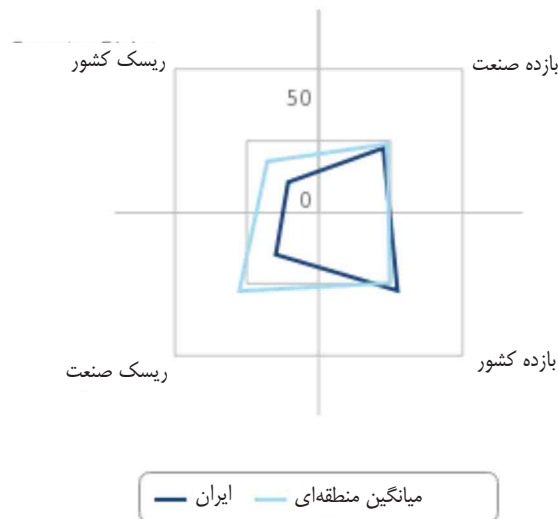 ریسک کشور
بازده صنعت
50
0
ریسک صنعت
بازده کشور
ایران
میانگین منطقه‌ای